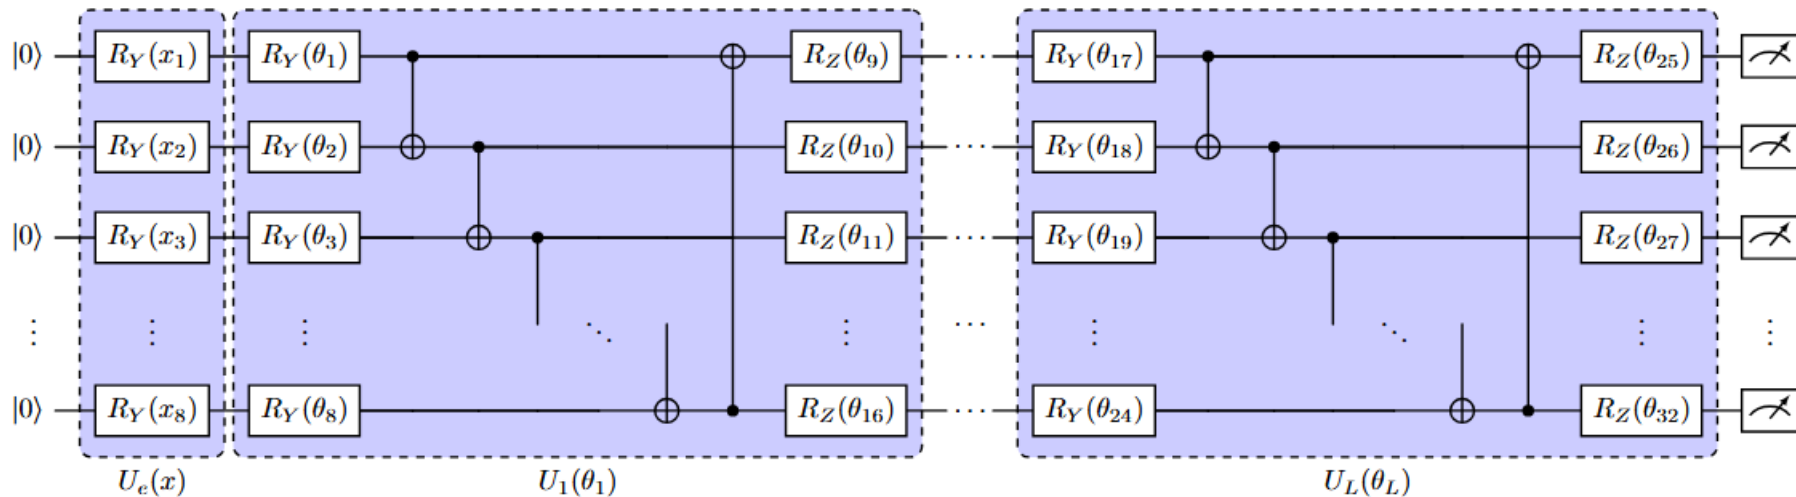 |0⟩ R_Y(x_1) R_Y(θ_1) R_Z(θ_9) ··· R_Y(θ_17) R_Z(θ_25)
|0⟩ R_Y(x_2) R_Y(θ_2) R_Z(θ_10) ··· R_Y(θ_18) R_Z(θ_26)
|0⟩ R_Y(x_3) R_Y(θ_3) R_Z(θ_11) ··· R_Y(θ_19) R_Z(θ_27)
⋮ ⋮ ⋮ ⋱ ⋮ ··· ⋮ ⋱ ⋮ ⋮
|0⟩ R_Y(x_8) R_Y(θ_8) R_Z(θ_16) ··· R_Y(θ_24) R_Z(θ_32)
U_e(x) U_1(θ_1) U_L(θ_L)